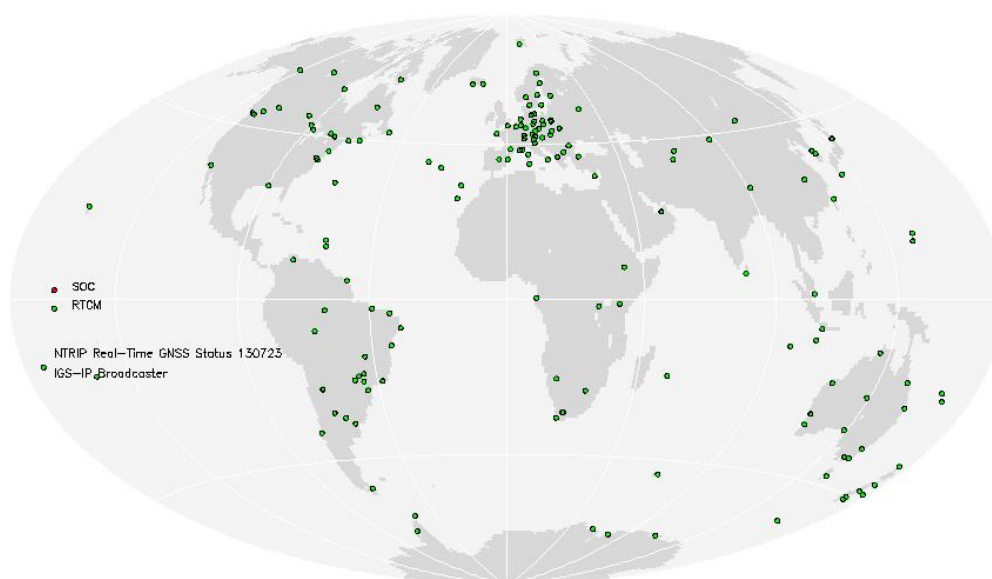 SOC
RTCM
NTRIP Real-Time GNSS Status 130723
IGS-IP Broadcaster